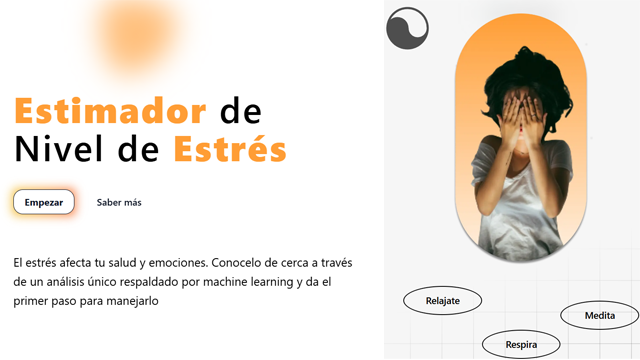 Estimador de
Nivel de Estrés
Empezar
Saber más
El estrés afecta tu salud y emociones. Conocelo de cerca a través
de un análisis único respaldado por machine learning y da el
primer paso para manejarlo
Relajate
Medita
Respira